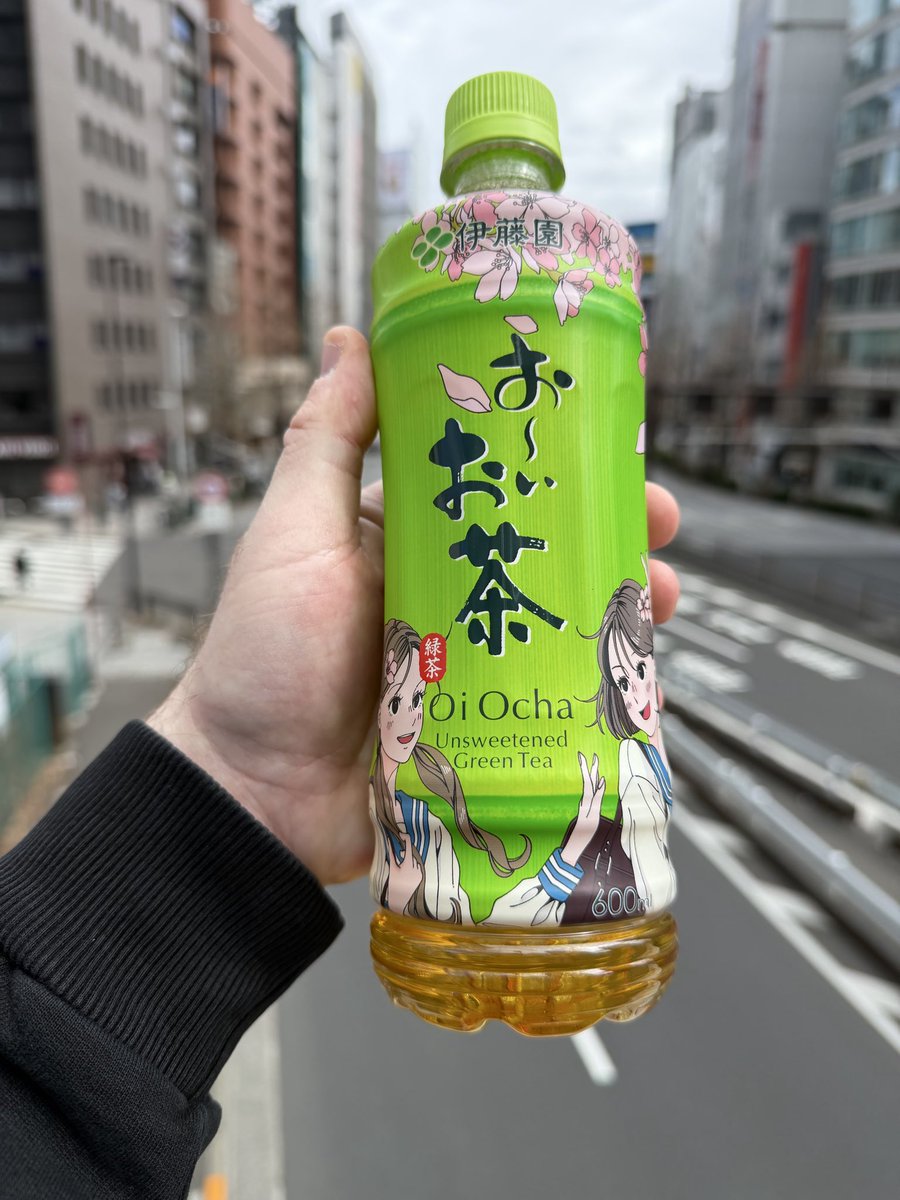 伊藤園
お～い
お茶
緑茶
Oi Ocha
Unsweetened
Green Tea
600ml